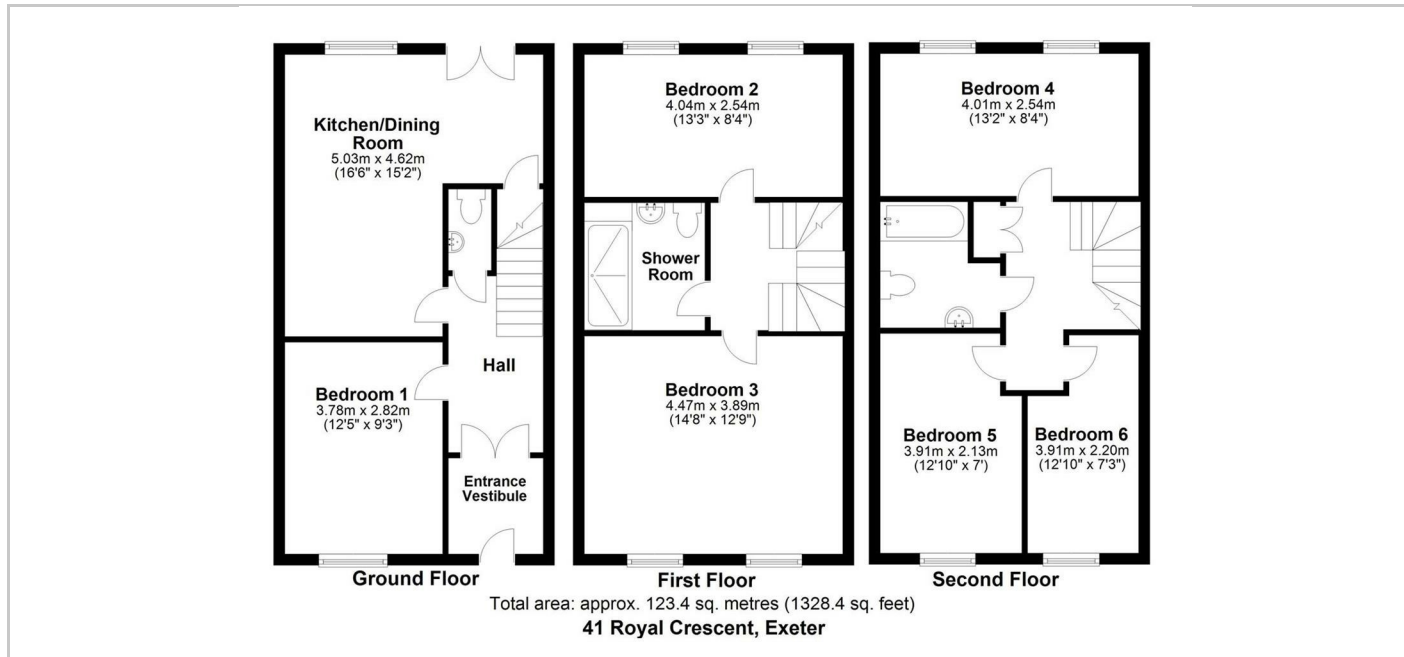 Kitchen/Dining
Room
5.03m x 4.62m
(16'6" x 15'2")
Bedroom 1
3.78m x 2.82m
(12'5" x 9'3")
Hall
Entrance
Vestibule
Ground Floor
Bedroom 2
4.04m x 2.54m
(13'3" x 8'4")
Shower
Room
Bedroom 3
4.47m x 3.89m
(14'8" x 12'9")
First Floor
Bedroom 4
4.01m x 2.54m
(13'2" x 8'4")
Bedroom 5
3.91m x 2.13m
(12'10" x 7')
Bedroom 6
3.91m x 2.20m
(12'10" x 7'3")
Second Floor
Total area: approx. 123.4 sq. metres (1328.4 sq. feet)
41 Royal Crescent, Exeter